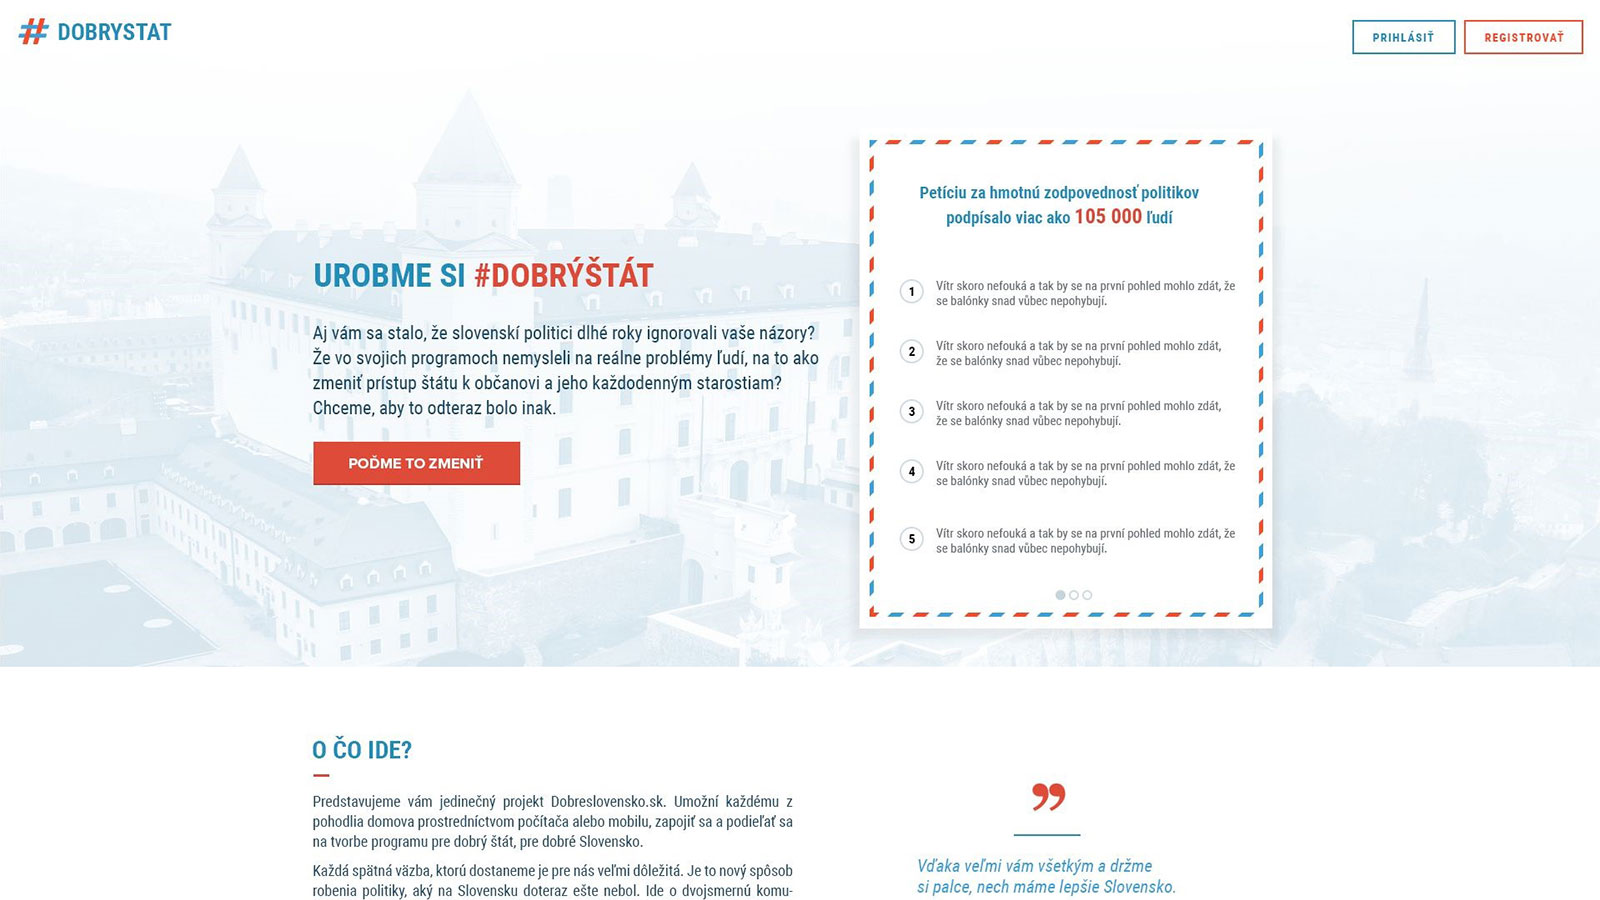 # DOBRYSTAT
PRIHLÁSIŤ
REGISTROVAŤ
UROBME SI #DOBRÝŠTÁT
Aj vám sa stalo, že slovenskí politici dlhé roky ignorovali vaše názory?
Že vo svojich programoch nemysleli na reálne problémy ľudí, na to ako
zmeniť prístup štátu k občanovi a jeho každodenným starostiam?
Chceme, aby to odteraz bolo inak.
POĎME TO ZMENIŤ
Petíciu za hmotnú zodpovednosť politikov
podpísalo viac ako 105 000 ľudí
1 Vítr skoro nefouká a tak by se na první pohled mohlo zdát, že
se balónky snad vůbec nepohybují.
2 Vítr skoro nefouká a tak by se na první pohled mohlo zdát,
že se balónky snad vůbec nepohybují.
3 Vítr skoro nefouká a tak by se na první pohled mohlo zdát,
že se balónky snad vůbec nepohybují.
4 Vítr skoro nefouká a tak by se na první pohled mohlo zdát, že
se balónky snad vůbec nepohybují.
5 Vítr skoro nefouká a tak by se na první pohled mohlo zdát, že
se balónky snad vůbec nepohybují.
O ČO IDE?
Predstavujeme vám jedinečný projekt Dobreslovensko.sk. Umožní každému z
pohodlia domova prostredníctvom počítača alebo mobilu, zapojiť sa a podieľať sa
na tvorbe programu pre dobrý štát, pre dobré Slovensko.
Každá spätná väzba, ktorú dostaneme je pre nás veľmi dôležitá. Je to nový spôsob
robenia politiky, aký na Slovensku doteraz ešte nebol. Ide o dvojsmernú komu-
”
Vďaka veľmi vám všetkým a držme
si palce, nech máme lepšie Slovensko.